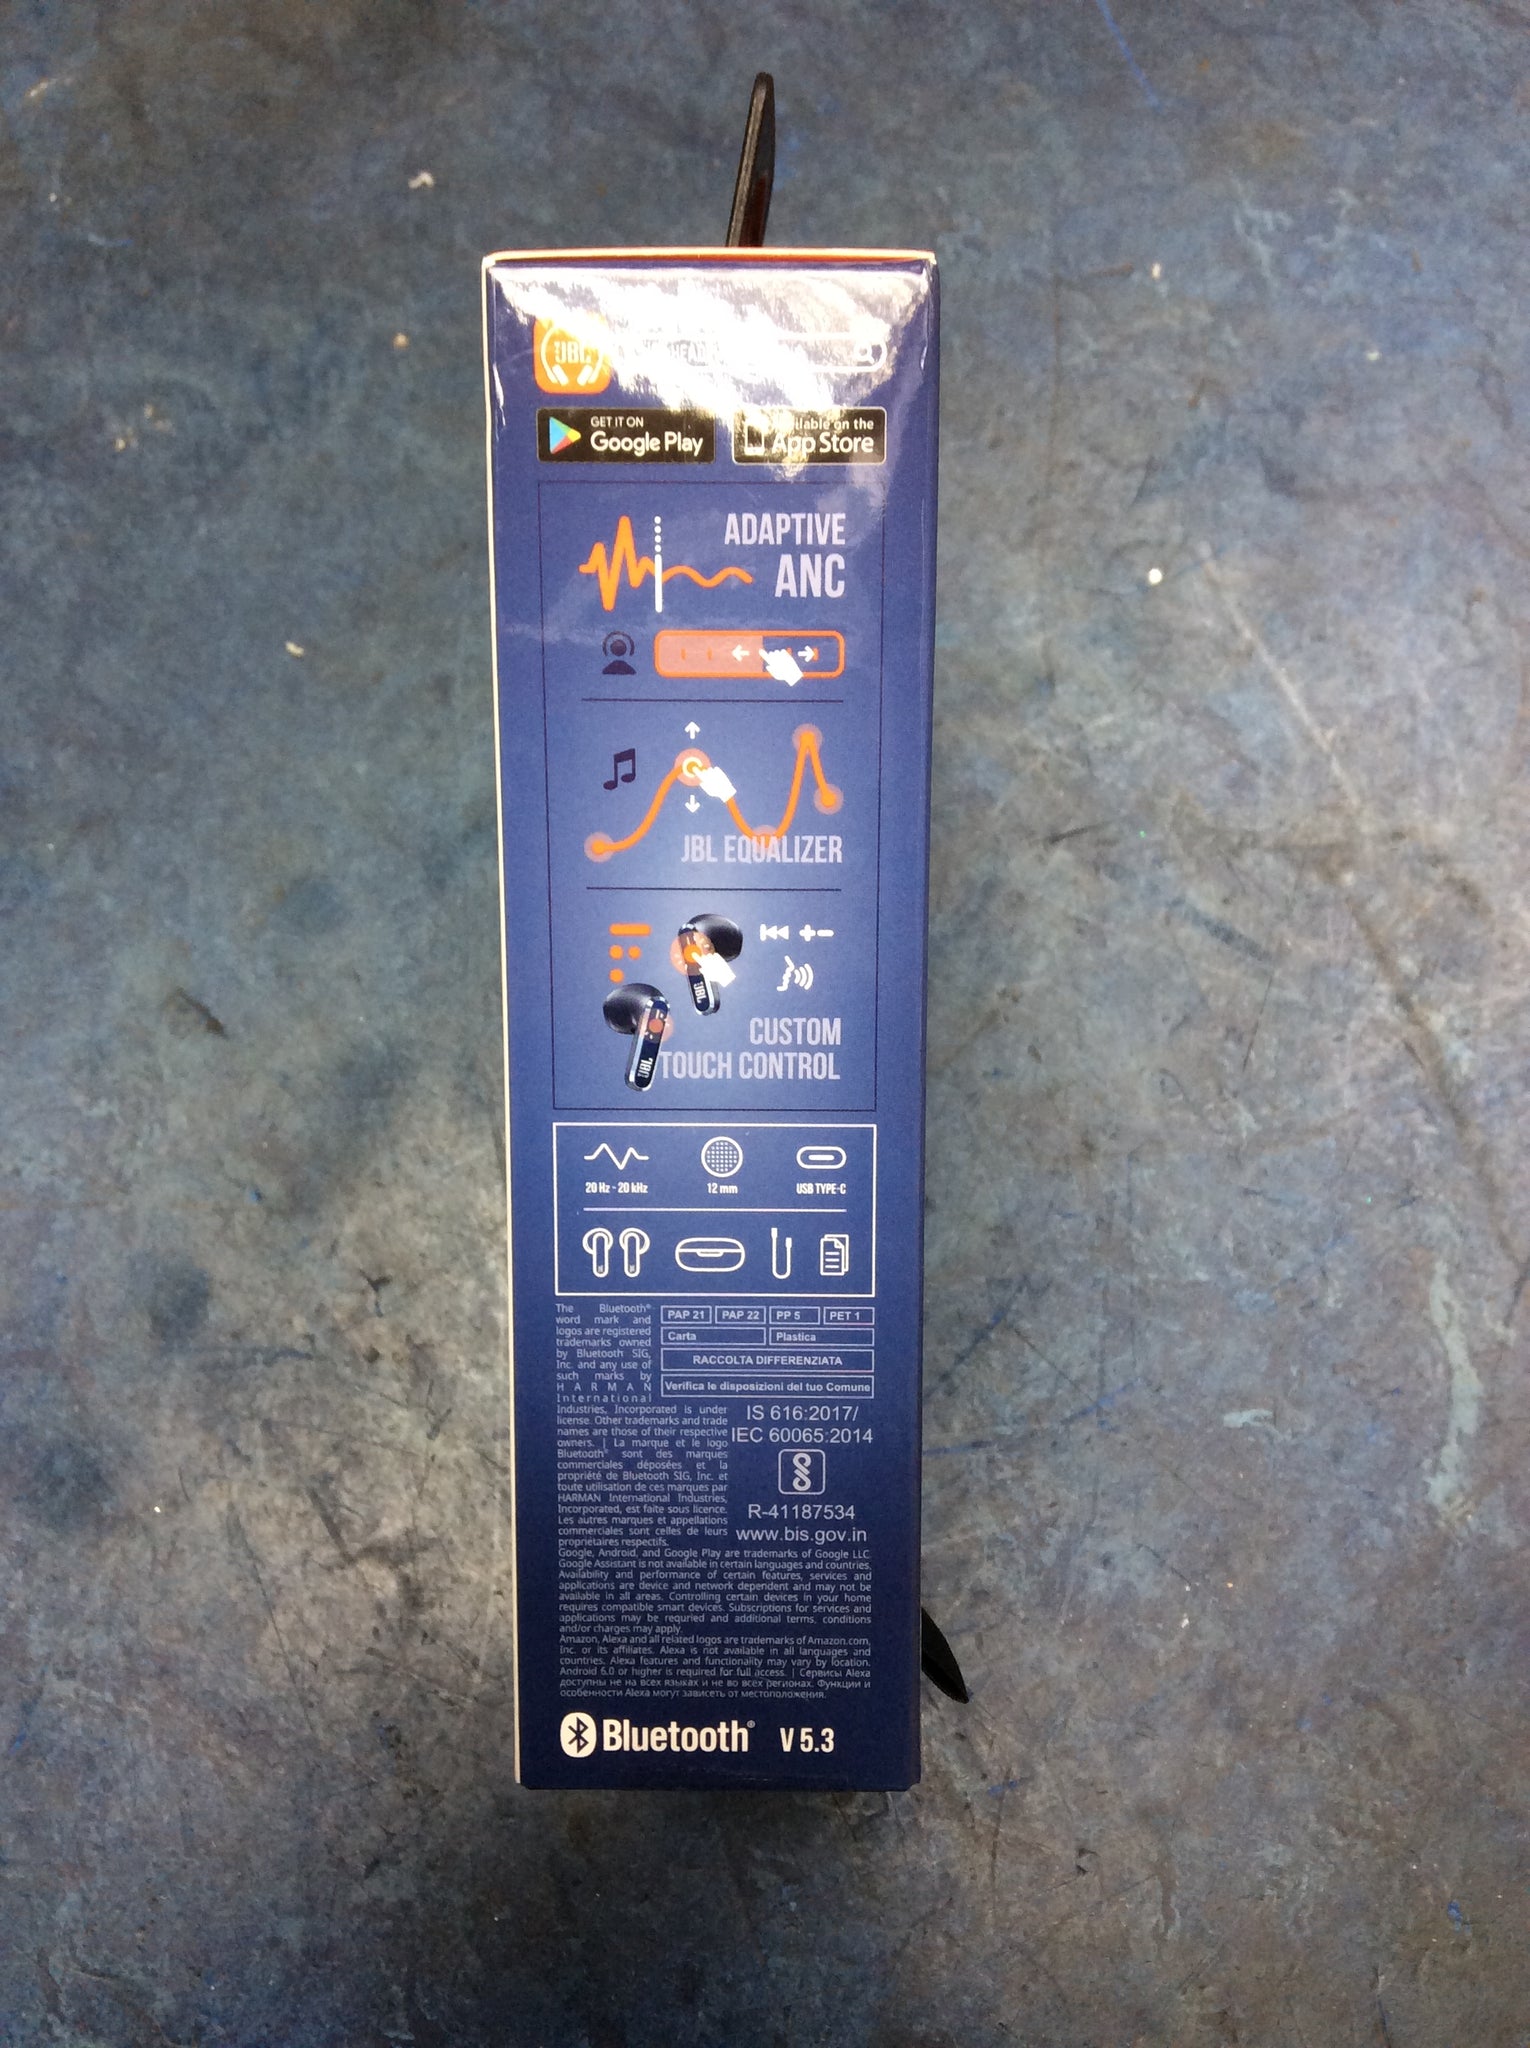 JBL
HEAD
GET IT ON
Google Play
on the
App Store
ADAPTIVE
ANC
JBL EQUALIZER
JBL
JBL
CUSTOM
TOUCH CONTROL
20 Hz - 20 kHz
12 mm
USB TYPE-C
The Bluetooth®
word mark and
logos are registered
trademarks owned
by Bluetooth SIG,
Inc. and any use of
such marks by
HARMAN
International
Industries, Incorporated is under
license. Other trademarks and trade
names are those of their respective
owners. | La marque et le logo
Bluetooth® sont des marques
commerciales déposées et la
propriété de Bluetooth SIG, Inc. et
toute utilisation de ces marques par
HARMAN International Industries,
Incorporated, est faite sous licence.
Les autres marques et appellations
commerciales sont celles de leurs
propriétaires respectifs.
PAP 21 PAP 22 PP 5 PET 1
Carta Plastica
RACCOLTA DIFFERENZIATA
Verifica le disposizioni del tuo Comune
IS 616:2017/
IEC 60065:2014
R-41187534
www.bis.gov.in
Google, Android, and Google Play are trademarks of Google LLC.
Google Assistant is not available in certain languages and countries.
Availability and performance of certain features, services and
applications are device and network dependent and may not be
available in all areas. Controlling certain devices in your home
requires compatible smart devices. Subscriptions for services and
applications may be requried and additional terms, conditions
and/or charges may apply.
Amazon, Alexa and all related logos are trademarks of Amazon.com,
Inc. or its affiliates. Alexa is not available in all languages and
countries. Alexa features and functionality may vary by location.
Android 6.0 or higher is required for full access. | Сервисы Alexa
доступны не на всех языках и не во всех регионах. Функции и
особенности Alexa могут зависеть от местоположения.
Bluetooth® V 5.3